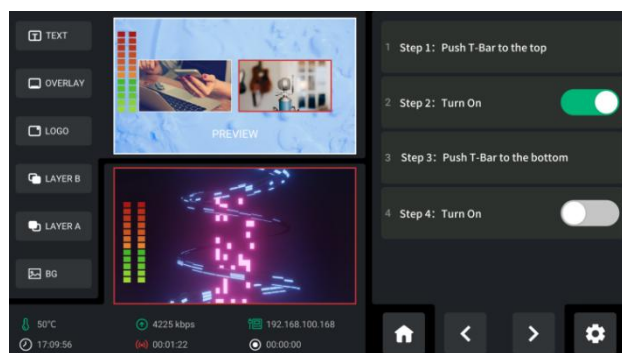 TEXT
OVERLAY
LOGO
LAYER B
LAYER A
BG
PREVIEW
50°C
4225 kbps
192.168.100.168
17:09:56
00:01:22
00:00:00
1 Step 1: Push T-Bar to the top
2 Step 2: Turn On
3 Step 3: Push T-Bar to the bottom
4 Step 4: Turn On